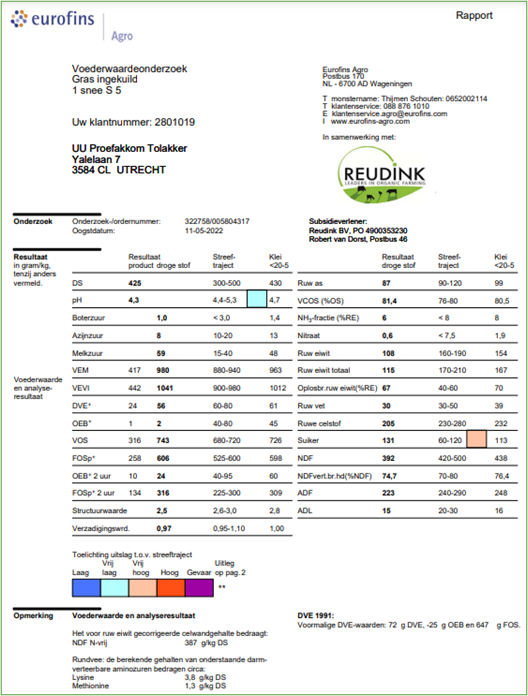 eurofins
Agro
Rapport
Voederwaardeonderzoek
Gras ingekuild
1 snee S 5
Uw klantnummer: 2801019
UU Proefakkom Tolakker
Yalelaan 7
3584 CL UTRECHT
Eurofins Agro
Postbus 170
NL - 6700 AD Wageningen
T monstername: Thijmen Schouten: 0652002114
T klantenservice: 088 876 1010
E klantenservice.agro@eurofins.com
I www.eurofins-agro.com
In samenwerking met:
REUDINK
LEADERS IN ORGANIC FARMING
Onderzoek Onderzoek-/ordernummer: 322758/005804317
Oogstdatum: 11-05-2022
Subsidieverlener:
Reudink BV, PO 4900353230
Robert van Dorst, Postbus 46
Resultaat
in gram/kg,
tenzij anders
vermeld.
Voederwaarde
en analyse-
resultaat
Resultaat Streef- Klei
product droge stof traject <20-5
DS 425 300-500 430
pH 4,3 4,4-5,3 4,7
Boterzuur 1,0 < 3,0 1,4
Azijnzuur 8 10-20 13
Melkzuur 59 15-40 48
VEM 417 980 880-940 963
VEVI 442 1041 900-980 1012
DVE* 24 56 60-80 61
OEB* 1 2 40-80 45
VOS 316 743 680-720 726
FOSp* 258 606 525-600 598
OEB* 2 uur 10 24 40-95 60
FOSp* 2 uur 134 316 225-300 309
Structuurwaarde 2,5 2,6-3,0 2,8
Verzadigingswrd. 0,97 0,95-1,10 1,00
Resultaat Streef- Klei
droge stof traject <20-5
Ruw as 87 90-120 99
VCOS (%OS) 81,4 76-80 80,5
NH3-fractie (%RE) 6 < 8 8
Nitraat 0,6 < 7,5 1,9
Ruw eiwit 108 160-190 154
Ruw eiwit totaal 115 170-210 167
Oplosbr.ruw eiwit(%RE) 67 40-60 70
Ruw vet 30 30-50 39
Ruwe celstof 205 230-280 232
Suiker 131 60-120 113
NDF 392 420-500 438
NDFvert.br.hd(%NDF) 74,7 70-80 76,4
ADF 223 240-290 248
ADL 15 20-30 16
Toelichting uitslag t.o.v. streeftraject
Vrij Vrij Uitleg
Laag laag hoog Hoog Gevaar op pag.2
**
Opmerking Voederwaarde en analyseresultaat
Het voor ruw eiwit gecorrigeerde celwandgehalte bedraagt:
NDF N-vrij 387 g/kg DS
Rundvee: de berekende gehalten van onderstaande darm-
verteerbare aminozuren bedragen circa:
Lysine 3,8 g/kg DS
Methionine 1,3 g/kg DS
DVE 1991:
Voormalige DVE-waarden: 72 g DVE, -25 g OEB en 647 g FOS.